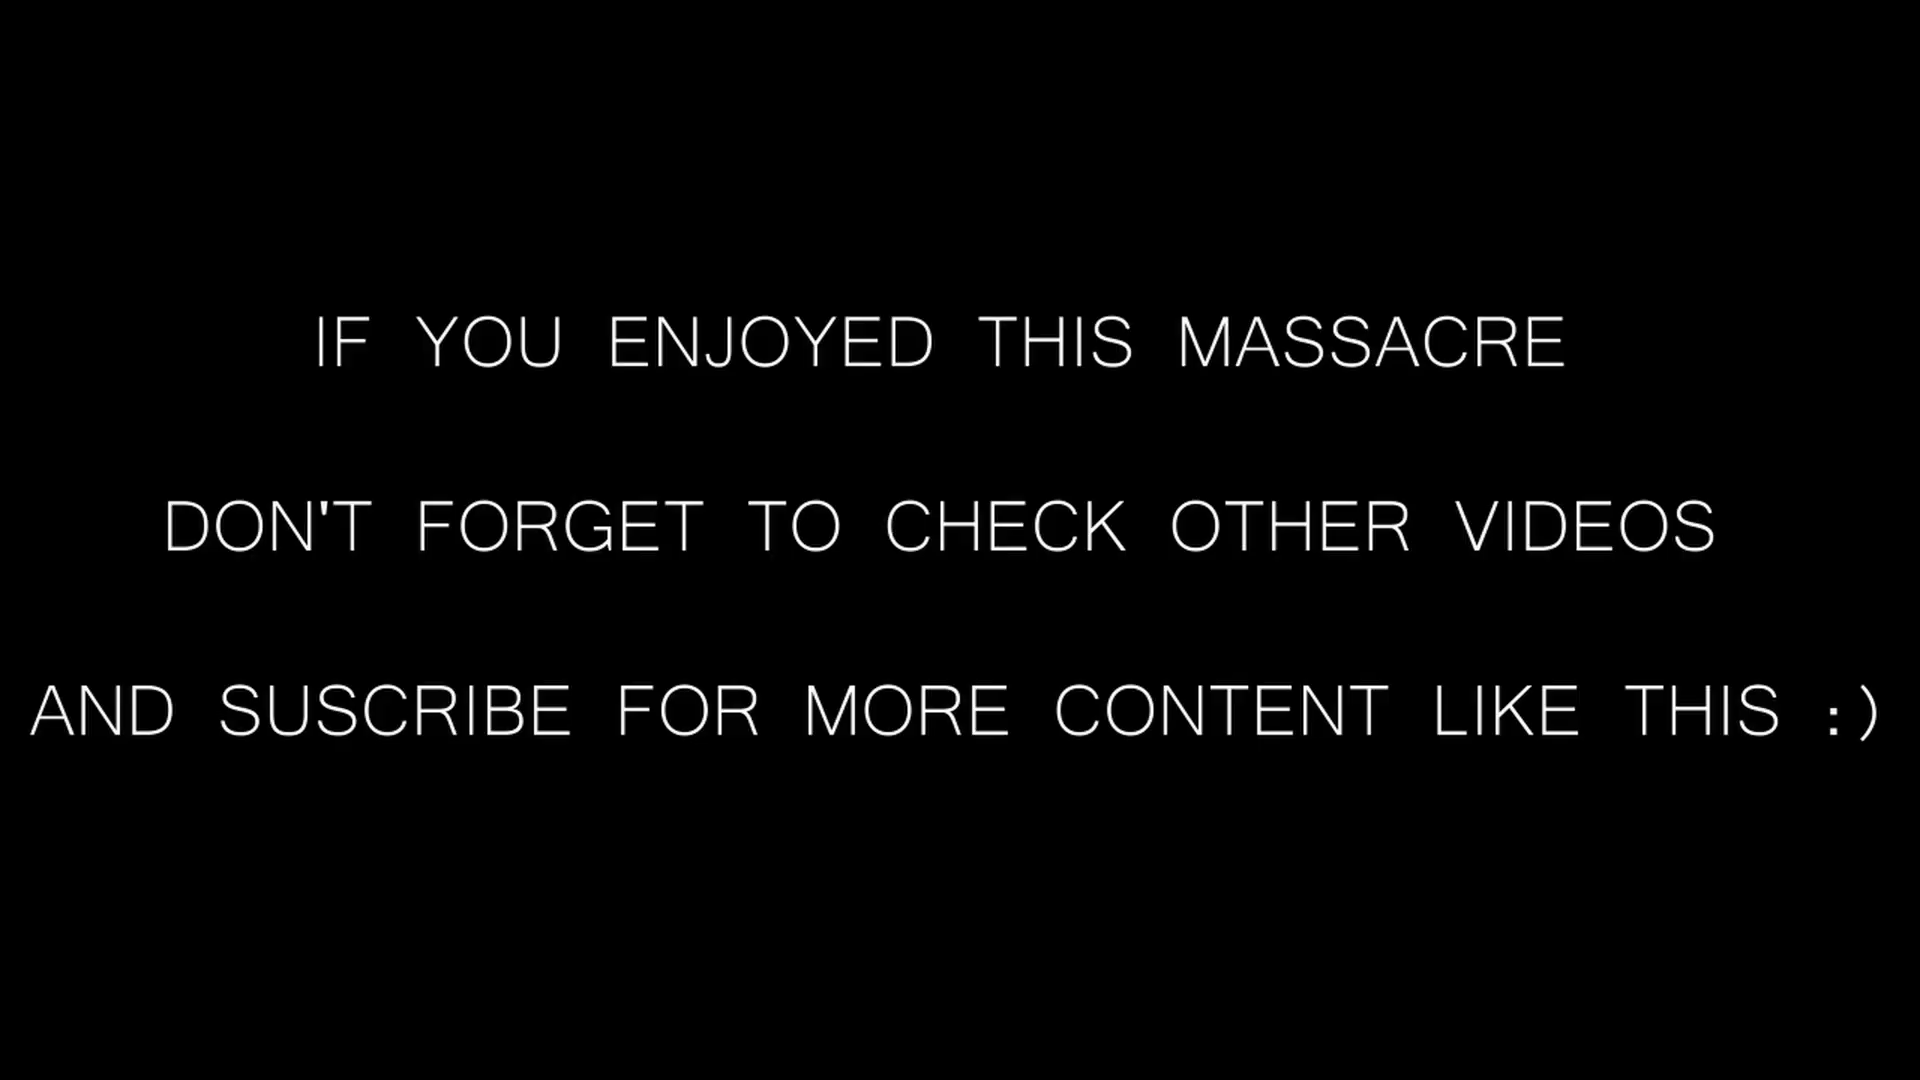 IF YOU ENJOYED THIS MASSACRE
DON'T FORGET TO CHECK OTHER VIDEOS
AND SUSCRIBE FOR MORE CONTENT LIKE THIS :)